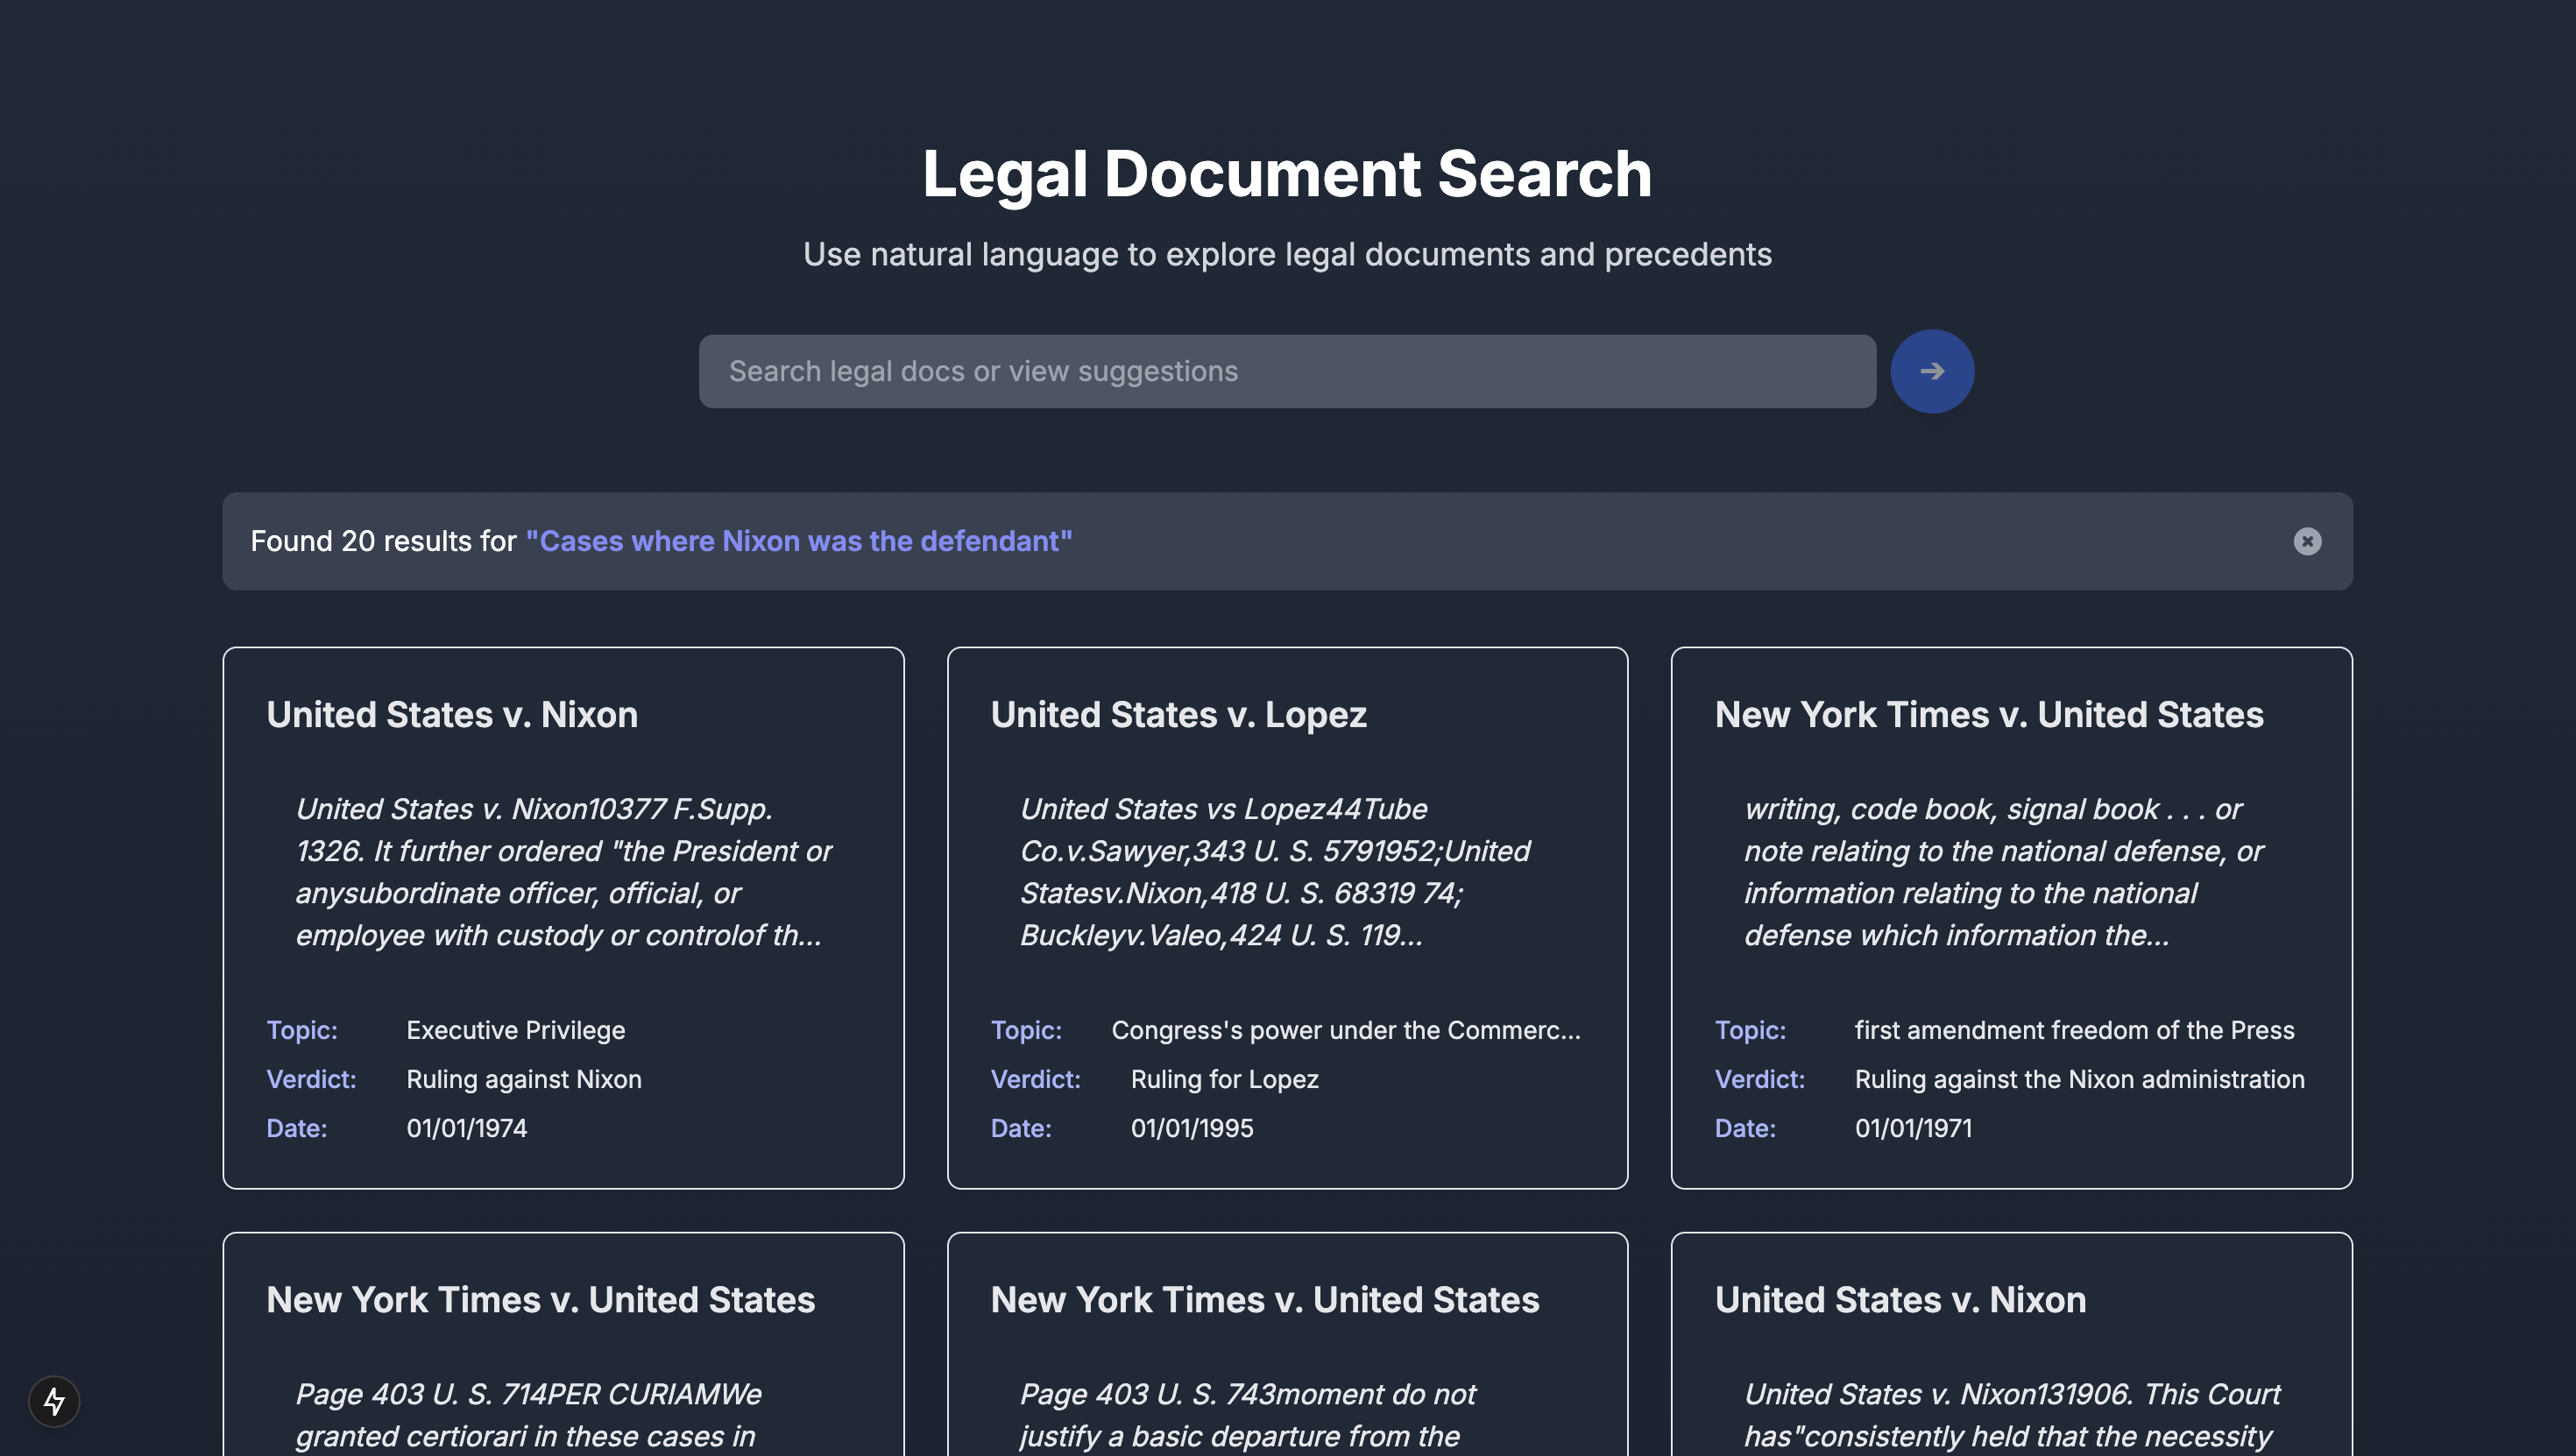 Legal Document Search
Use natural language to explore legal documents and precedents
Search legal docs or view suggestions
Found 20 results for "Cases where Nixon was the defendant"
United States v. Nixon
United States v. Nixon10377 F.Supp.
1326. It further ordered "the President or
anysubordinate officer, official, or
employee with custody or controlof th...
Topic: Executive Privilege
Verdict: Ruling against Nixon
Date: 01/01/1974
United States v. Lopez
United States vs Lopez44Tube
Co.v.Sawyer,343 U. S. 5791952;United
Statesv.Nixon,418 U. S. 68319 74;
Buckleyv.Valeo,424 U. S. 119...
Topic: Congress's power under the Commerc...
Verdict: Ruling for Lopez
Date: 01/01/1995
New York Times v. United States
writing, code book, signal book . . . or
note relating to the national defense, or
information relating to the national
defense which information the...
Topic: first amendment freedom of the Press
Verdict: Ruling against the Nixon administration
Date: 01/01/1971
New York Times v. United States
Page 403 U. S. 714PER CURIAMWe
granted certiorari in these cases in
New York Times v. United States
Page 403 U. S. 743moment do not
justify a basic departure from the
United States v. Nixon
United States v. Nixon131906. This Court
has"consistently held that the necessity